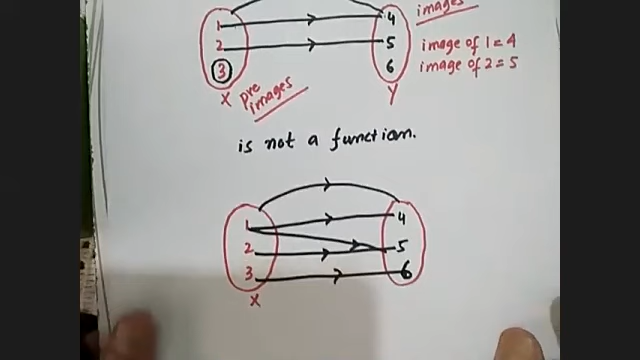 images
1 4
2 5
3 6
image of 1 = 4
image of 2 = 5
X Y
pre
images
is not a function.
1 4
2 5
3 6
X